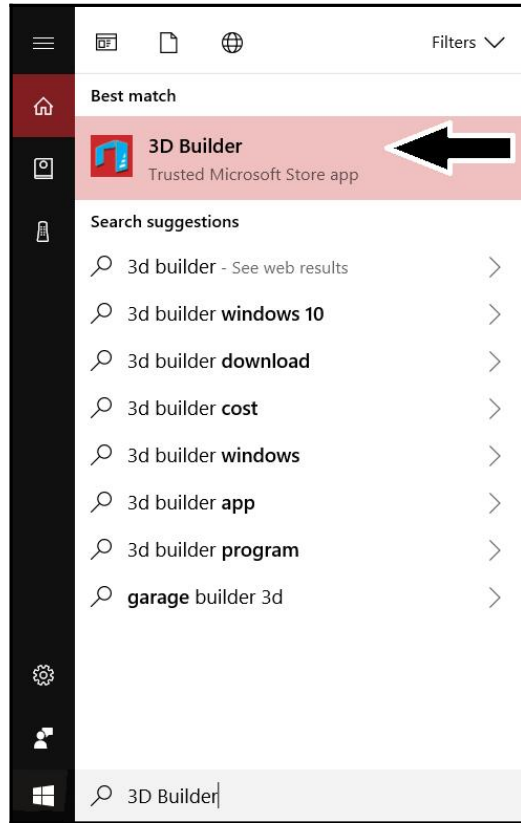 Filters
Best match
3D Builder
Trusted Microsoft Store app
Search suggestions
3d builder - See web results
3d builder windows 10
3d builder download
3d builder cost
3d builder windows
3d builder app
3d builder program
garage builder 3d
3D Builder